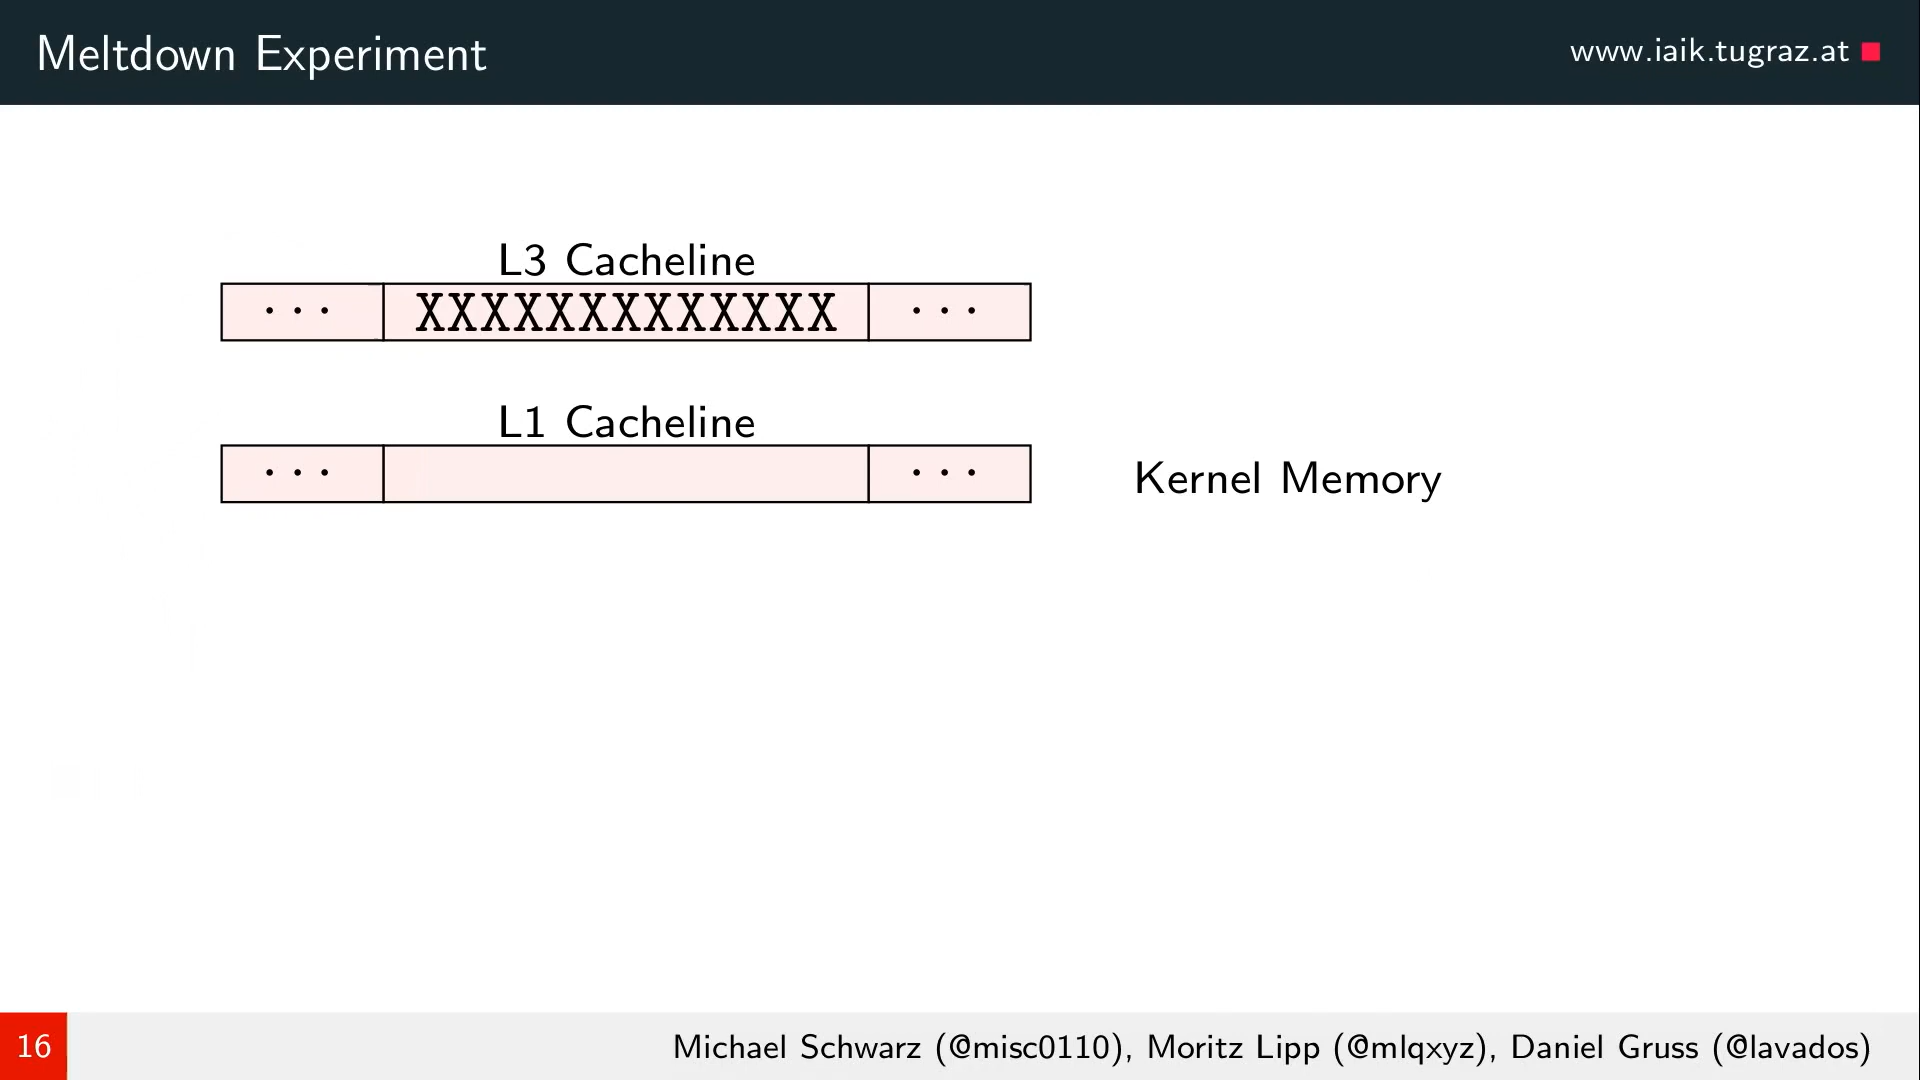 Meltdown Experiment
www.iaik.tugraz.at
L3 Cacheline
··· XXXXXXXXXXXXX ···
L1 Cacheline
··· ···
Kernel Memory
16
Michael Schwarz (@misc0110), Moritz Lipp (@mlqxyz), Daniel Gruss (@lavados)